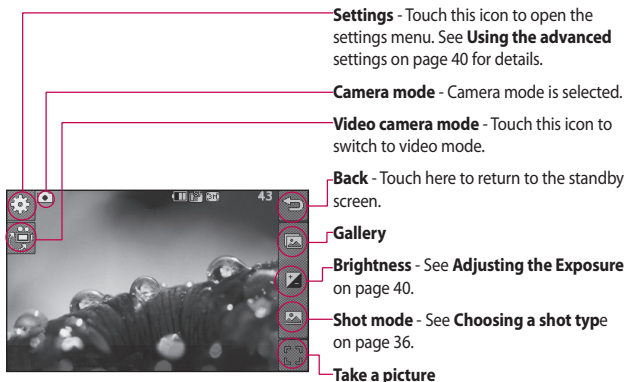 Settings - Touch this icon to open the
settings menu. See Using the advanced
settings on page 40 for details.
Camera mode - Camera mode is selected.
Video camera mode - Touch this icon to
switch to video mode.
Back - Touch here to return to the standby
screen.
Gallery
Brightness - See Adjusting the Exposure
on page 40.
Shot mode - See Choosing a shot type
on page 36.
Take a picture
43